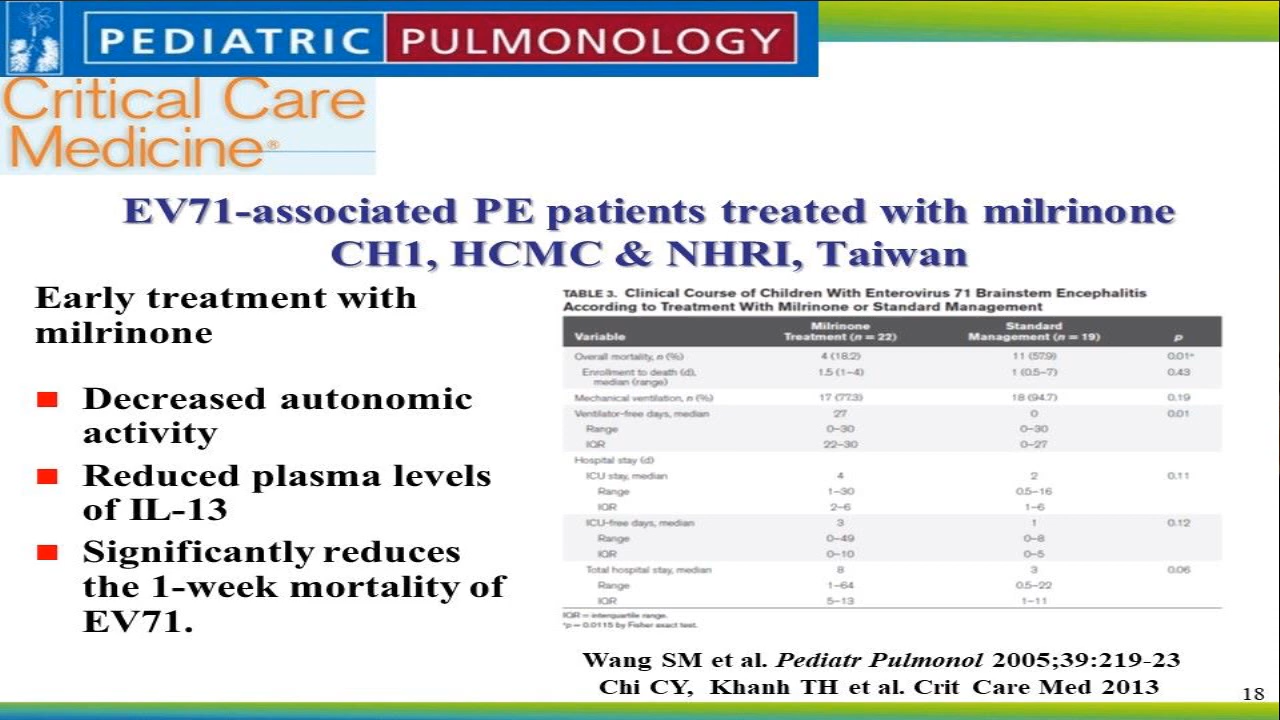 PEDIATRIC PULMONOLOGY
Critical Care
Medicine®
EV71-associated PE patients treated with milrinone
CH1, HCMC & NHRI, Taiwan
Early treatment with
milrinone
Decreased autonomic
activity
Reduced plasma levels
of IL-13
Significantly reduces
the 1-week mortality of
EV71.
TABLE 3. Clinical Course of Children With Enterovirus 71 Brainstem Encephalitis
According to Treatment With Milrinone or Standard Management
Variable Milrinone Treatment (n = 22) Standard Management (n = 19) p
Overall mortality, n (%) 4 (18.2) 11 (57.9) 0.01ᵃ
Enrollment to death (d), median (range) 1.5 (1–4) 1 (0.5–7) 0.43
Mechanical ventilation, n (%) 17 (77.3) 18 (94.7) 0.19
Ventilator-free days, median 27 0 0.01
Range 0–30 0–30
IQR 22–30 0–27
Hospital stay (d)
ICU stay, median 4 2 0.11
Range 1–30 0.5–16
IQR 2–6 1–6
ICU-free days, median 3 1 0.12
Range 0–49 0–8
IQR 0–10 0–5
Total hospital stay, median 8 3 0.06
Range 1–64 0.5–22
IQR 5–13 1–11
IQR = interquartile range.
ᵃp = 0.0115 by Fisher exact test.
Wang SM et al. Pediatr Pulmonol 2005;39:219-23
Chi CY, Khanh TH et al. Crit Care Med 2013
18